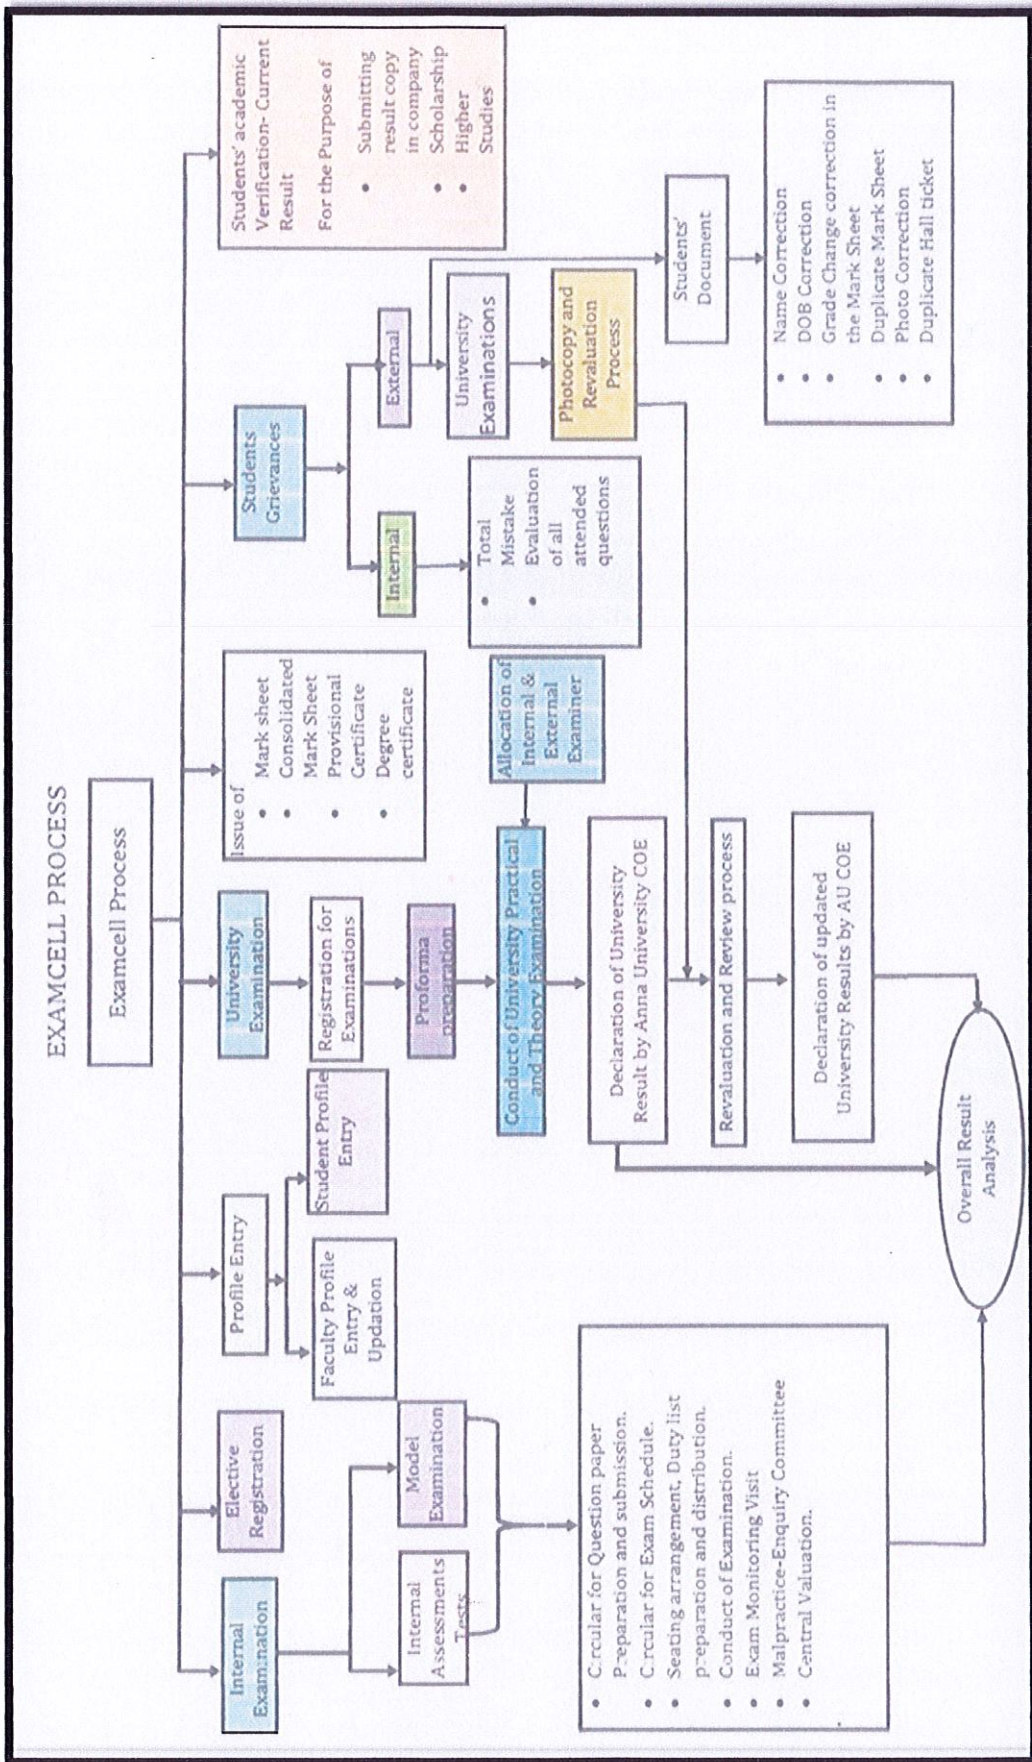 EXAMCELL PROCESS
Examcell Process
Internal
Examination
Elective
Registration
Profile Entry
University
Examination
Issue of
• Mark sheet
• Consolidated
Mark Sheet
• Provisional
Certificate
• Degree
certificate
Students
Grievances
Students' academic
Verification- Current
Result
For the Purpose of
• Submitting
result copy
in company
• Scholarship
• Higher
Studies
Internal
Assessments
Tests
Model
Examination
Faculty Profile
Entry &
Updation
Student Profile
Entry
Registration for
Examinations
Proforma
preparation
Conduct of University Practical
and Theory Examination
Allocation of
Internal &
External
Examiner
Internal
External
• Total
Mistake
• Evaluation
of all
attended
questions
University
Examinations
Photocopy and
Revaluation
Process
Students'
Document
• Name Correction
• DOB Correction
• Grade Change correction in
the Mark Sheet
• Duplicate Mark Sheet
• Photo Correction
• Duplicate Hall ticket
• Circular for Question paper
Preparation and submission.
• Circular for Exam Schedule.
• Seating arrangement, Duty list
preparation and distribution.
• Conduct of Examination.
• Exam Monitoring Visit
• Malpractice-Enquiry Committee
• Central Valuation.
Declaration of University
Result by Anna University COE
Revaluation and Review process
Declaration of updated
University Results by AU COE
Overall Result
Analysis